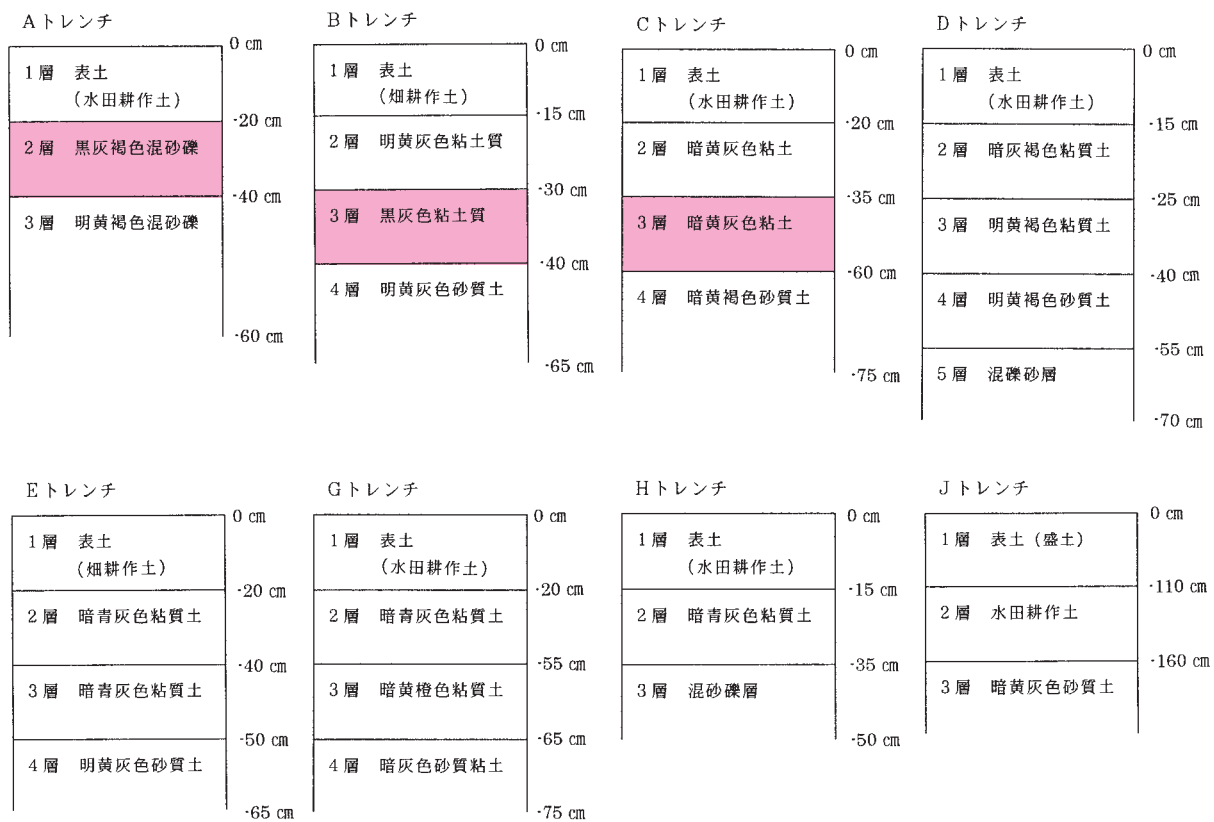 Aトレンチ
0 cm
1層 表土
(水田耕作土)
-20 cm
2層 黒灰褐色混砂礫
-40 cm
3層 明黄褐色混砂礫
-60 cm
Bトレンチ
0 cm
1層 表土
(畑耕作土)
-15 cm
2層 明黄灰色粘土質
-30 cm
3層 黒灰色粘土質
-40 cm
4層 明黄灰色砂質土
-65 cm
Cトレンチ
0 cm
1層 表土
(水田耕作土)
-20 cm
2層 暗黄灰色粘土
-35 cm
3層 暗黄灰色粘土
-60 cm
4層 暗黄褐色砂質土
-75 cm
Dトレンチ
0 cm
1層 表土
(水田耕作土)
-15 cm
2層 暗灰褐色粘質土
-25 cm
3層 明黄褐色粘質土
-40 cm
4層 明黄褐色砂質土
-55 cm
5層 混礫砂層
-70 cm
Eトレンチ
0 cm
1層 表土
(畑耕作土)
-20 cm
2層 暗青灰色粘質土
-40 cm
3層 暗青灰色粘質土
-50 cm
4層 明黄灰色砂質土
-65 cm
Gトレンチ
0 cm
1層 表土
(水田耕作土)
-20 cm
2層 暗青灰色粘質土
-55 cm
3層 暗黄橙色粘質土
-65 cm
4層 暗灰色砂質粘土
-75 cm
Hトレンチ
0 cm
1層 表土
(水田耕作土)
-15 cm
2層 暗青灰色粘質土
-35 cm
3層 混砂礫層
-50 cm
Jトレンチ
0 cm
1層 表土(盛土)
-110 cm
2層 水田耕作土
-160 cm
3層 暗黄灰色砂質土